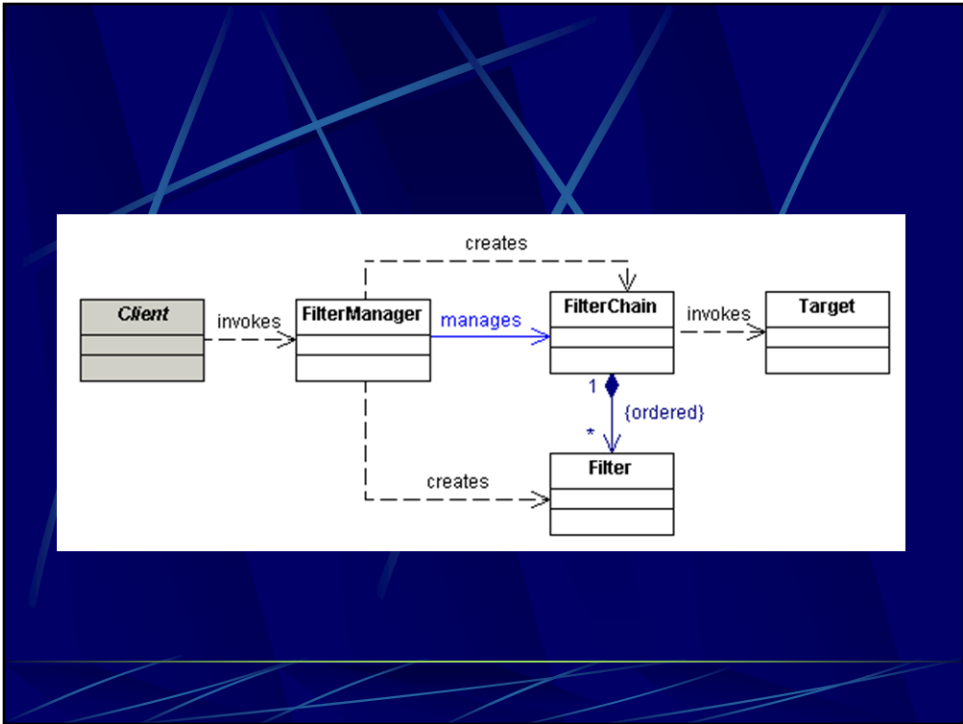 creates
Client
invokes
FilterManager
manages
FilterChain
invokes
Target
1
{ordered}
*
Filter
creates